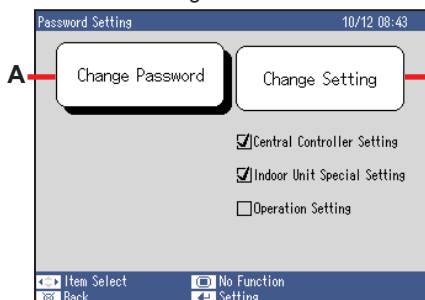 Password Setting 10/12 08:43
A Change Password Change Setting
Central Controller Setting
Indoor Unit Special Setting
Operation Setting
Item Select No Function
Back Setting